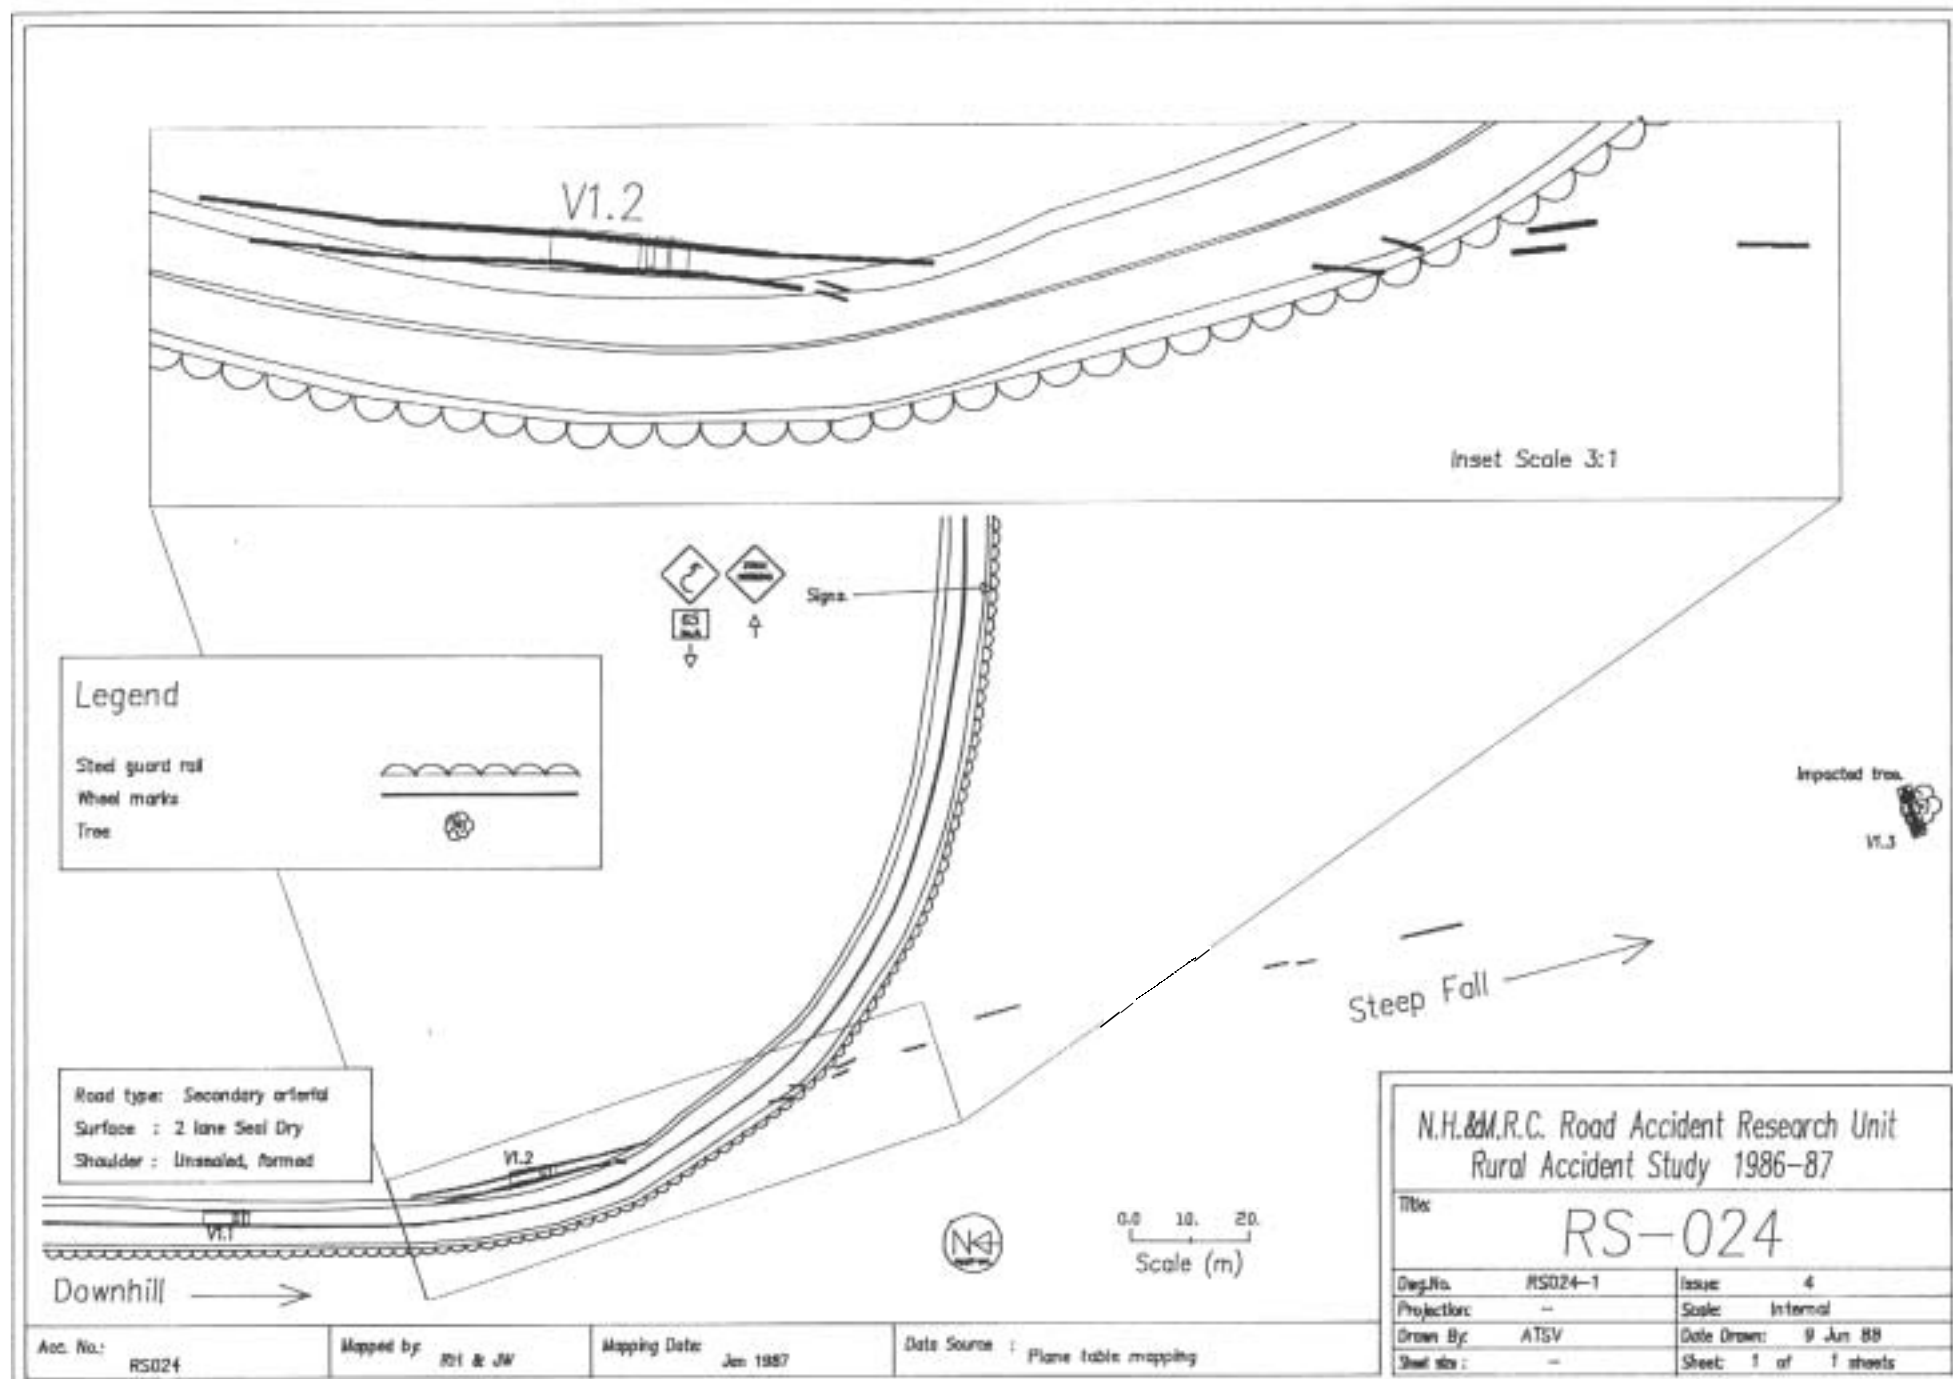 V1.2
Inset Scale 3:1
Signs.
65
Legend
Steel guard rail
Wheel marks
Tree
Impacted tree.
V1.3
Steep Fall
Road type: Secondary arterial
Surface : 2 lane Seal Dry
Shoulder : Unsealed, formed
V1.2
V1.1
Downhill
N
0.0 10. 20.
Scale (m)
N.H.&M.R.C. Road Accident Research Unit
Rural Accident Study 1986-87
Title:
RS-024
Dwg.No. RS024-1
Issue: 4
Projection: --
Scale: Internal
Drawn By: ATSV
Date Drawn: 9 Jun 88
Sheet size : --
Sheet: 1 of 1 sheets
Acc. No.: RS024
Mapped by: RH & JW
Mapping Date: Jan 1987
Data Source : Plane table mapping